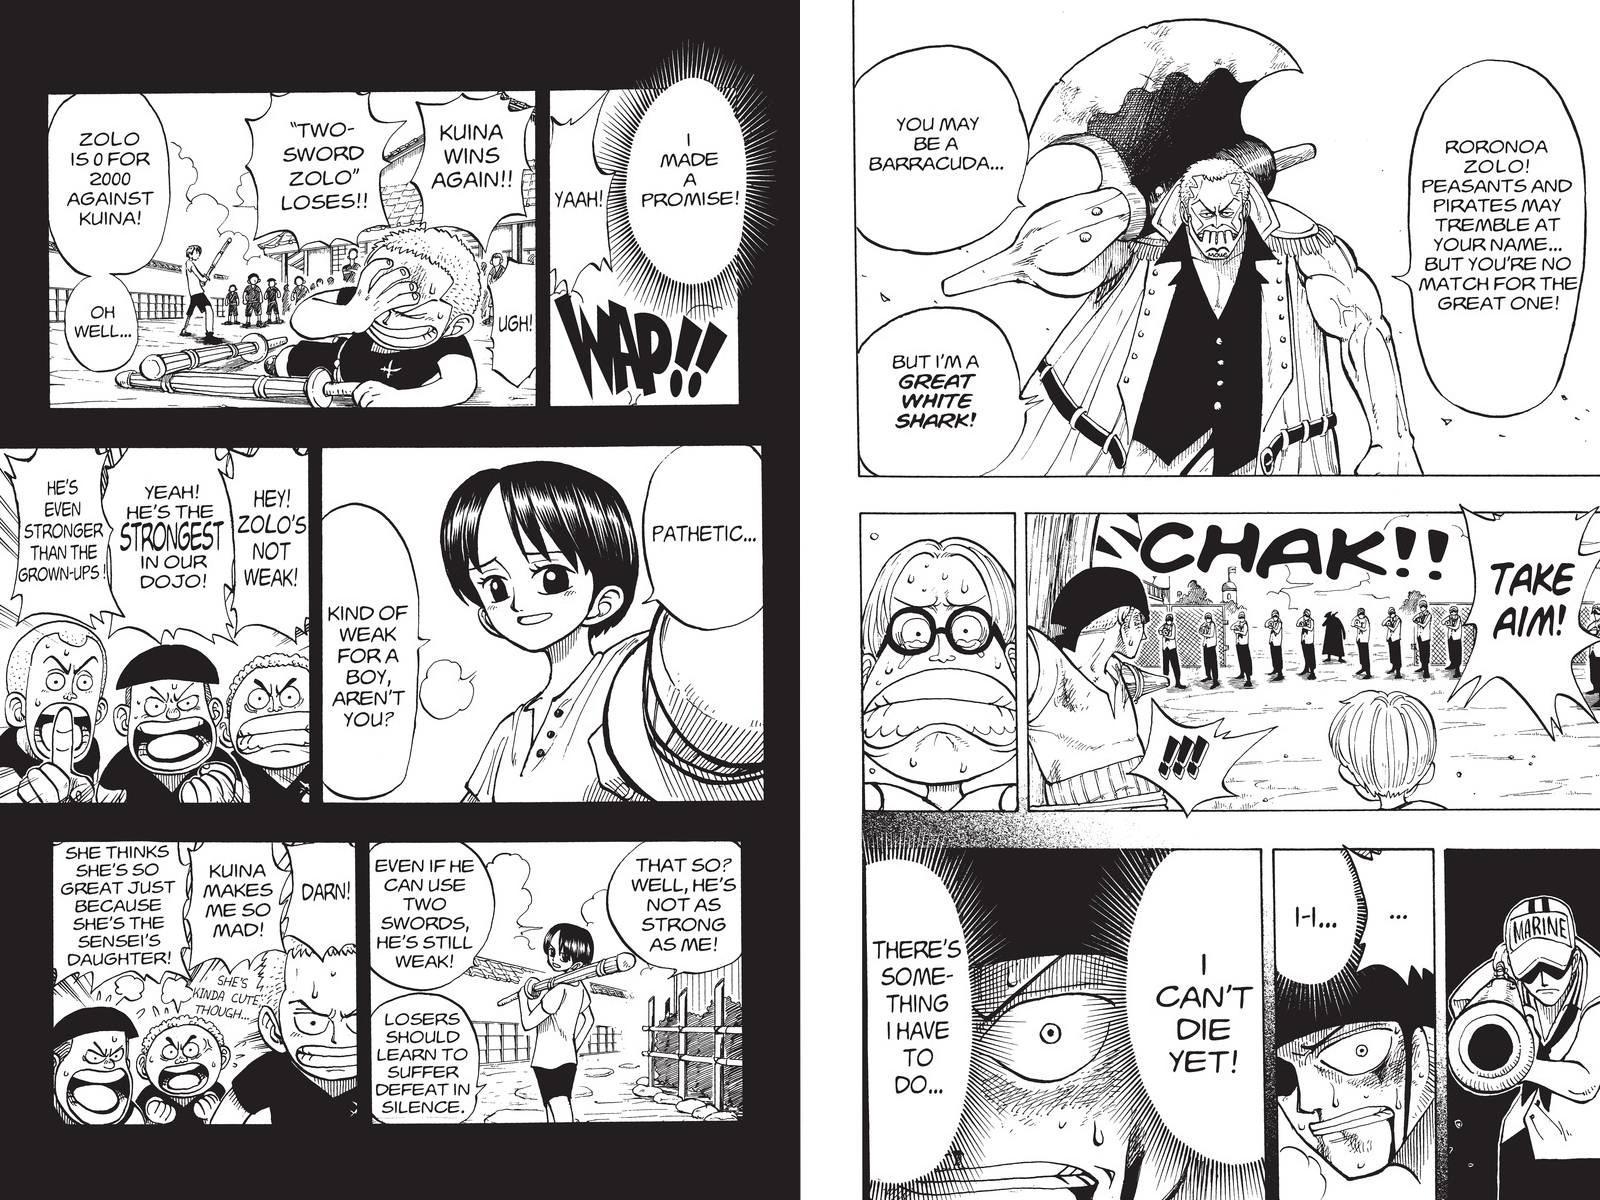 RORONOA
ZOLO!
PEASANTS AND
PIRATES MAY
TREMBLE AT
YOUR NAME...
BUT YOU'RE NO
MATCH FOR THE
GREAT ONE!
YOU MAY
BE A
BARRACUDA...
BUT I'M A
GREAT
WHITE
SHARK!
TAKE
AIM!
CHAK!!
!!!
MARINE
...
I-I...
I
CAN'T
DIE
YET!
THERE'S
SOME-
THING
I HAVE
TO
DO...
I
MADE
A
PROMISE!
YAAH!
WAP!!
KUINA
WINS
AGAIN!!
UGH!
"TWO-
SWORD
ZOLO"
LOSES!!
ZOLO
IS 0 FOR
2000
AGAINST
KUINA!
OH
WELL...
PATHETIC...
KIND OF
WEAK
FOR A
BOY,
AREN'T
YOU?
HEY!
ZOLO'S
NOT
WEAK!
YEAH!
HE'S THE
STRONGEST
IN OUR
DOJO!
HE'S
EVEN
STRONGER
THAN THE
GROWN-UPS!
THAT SO?
WELL, HE'S
NOT AS
STRONG
AS ME!
EVEN IF HE
CAN USE
TWO
SWORDS,
HE'S STILL
WEAK!
LOSERS
SHOULD
LEARN TO
SUFFER
DEFEAT IN
SILENCE.
DARN!
KUINA
MAKES
ME SO
MAD!
SHE THINKS
SHE'S SO
GREAT JUST
BECAUSE
SHE'S THE
SENSEI'S
DAUGHTER!
SHE'S
KINDA CUTE,
THOUGH...